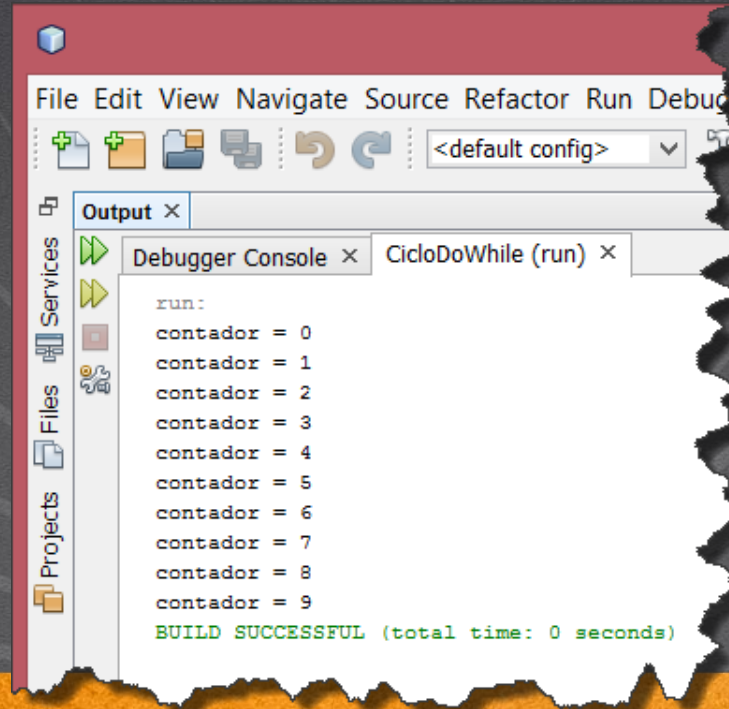 File Edit View Navigate Source Refactor Run Debug
<default config>
Output
Services
Files
Projects
Debugger Console CicloDoWhile (run)
run:
contador = 0
contador = 1
contador = 2
contador = 3
contador = 4
contador = 5
contador = 6
contador = 7
contador = 8
contador = 9
BUILD SUCCESSFUL (total time: 0 seconds)